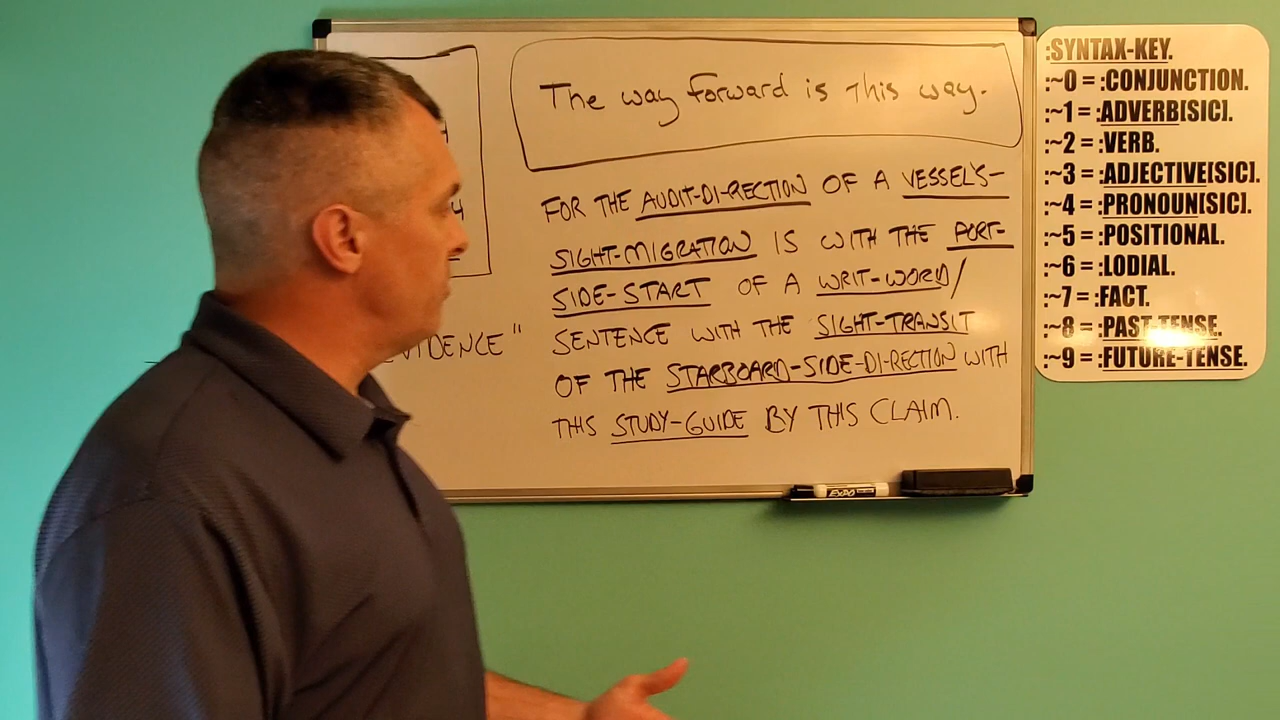 The way forward is this way.
FOR THE AUDIT-DI-RECTION OF A VESSEL'S-
SIGHT-MIGRATION IS WITH THE PORT-
SIDE-START OF A WRIT-WORD/
SENTENCE WITH THE SIGHT-TRANSIT
OF THE STARBOARD-SIDE-DI-RECTION WITH
THIS STUDY-GUIDE BY THIS CLAIM.
EVIDENCE"
EXPO
:SYNTAX-KEY.
:~0 = :CONJUNCTION.
:~1 = :ADVERB[SIC].
:~2 = :VERB.
:~3 = :ADJECTIVE[SIC].
:~4 = :PRONOUN[SIC].
:~5 = :POSITIONAL.
:~6 = :LODIAL.
:~7 = :FACT.
:~8 = :PAST-TENSE.
:~9 = :FUTURE-TENSE.